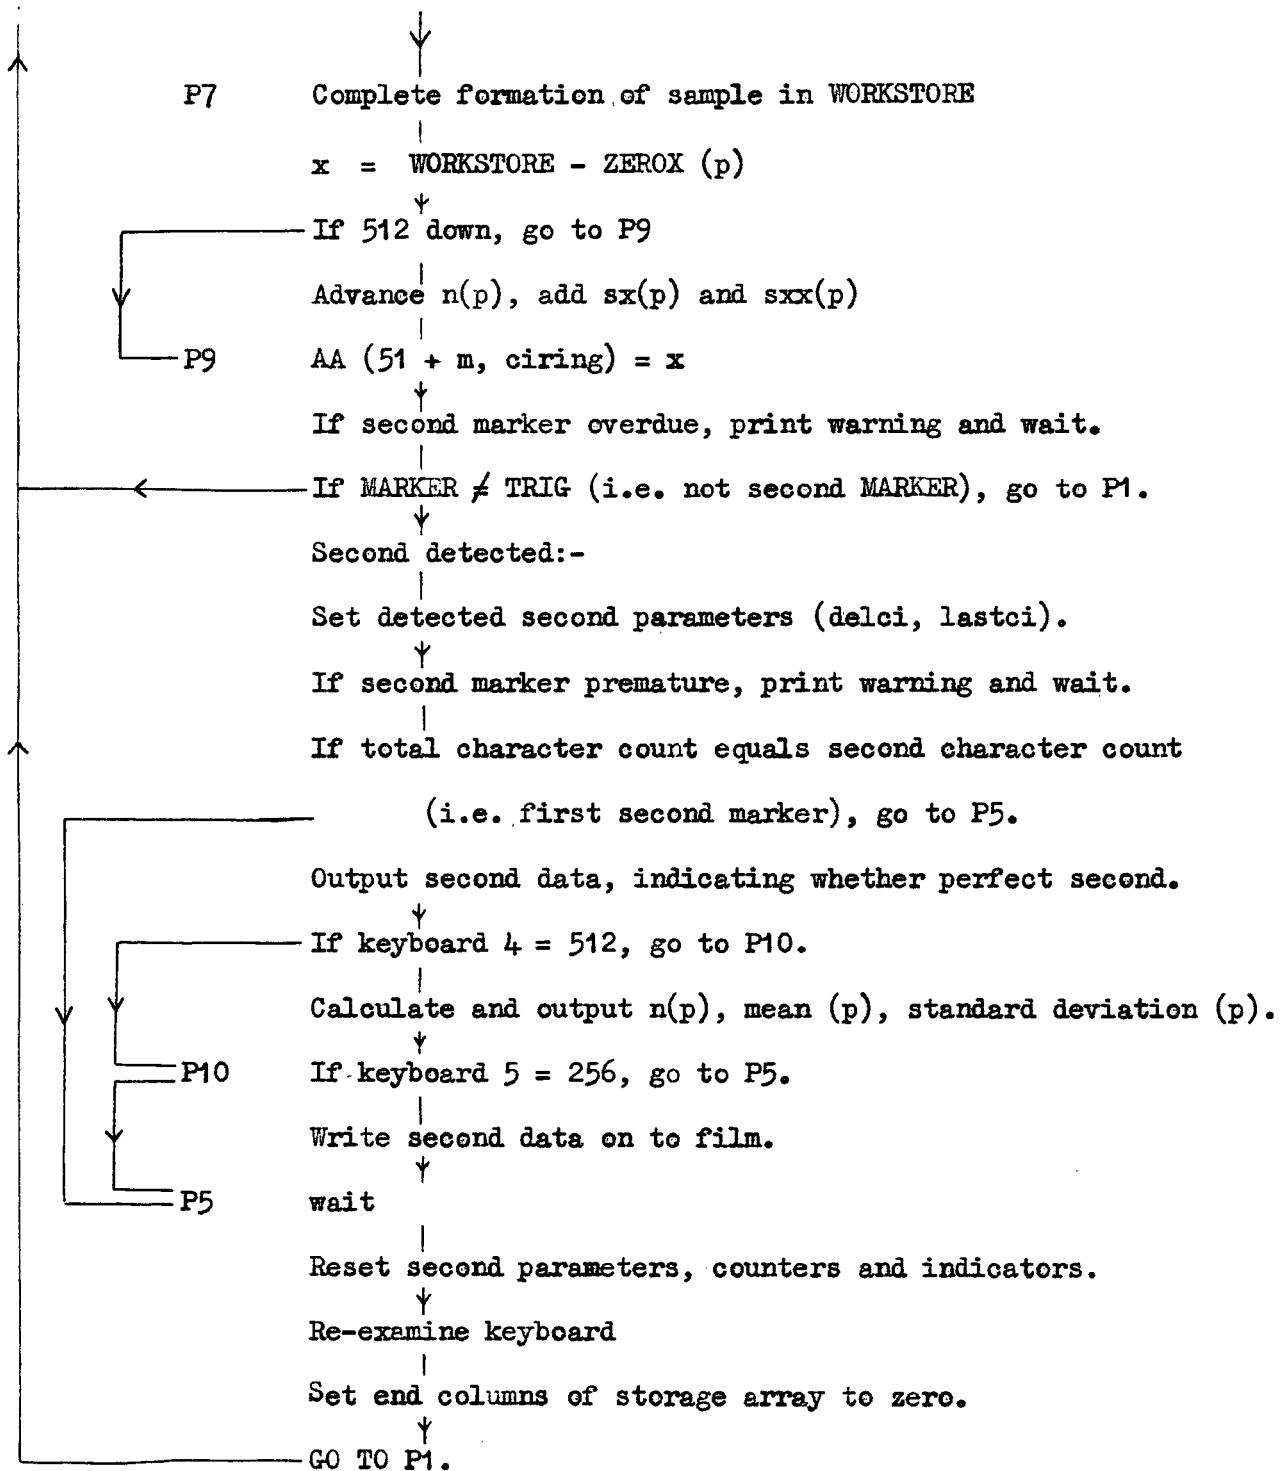 P7 Complete formation of sample in WORKSTORE
x = WORKSTORE - ZEROX (p)
If 512 down, go to P9
Advance n(p), add sx(p) and sxx(p)
P9 AA (51 + m, ciring) = x
If second marker overdue, print warning and wait.
If MARKER ≠ TRIG (i.e. not second MARKER), go to P1.
Second detected:-
Set detected second parameters (delci, lastci).
If second marker premature, print warning and wait.
If total character count equals second character count
(i.e. first second marker), go to P5.
Output second data, indicating whether perfect second.
If keyboard 4 = 512, go to P10.
Calculate and output n(p), mean (p), standard deviation (p).
P10 If keyboard 5 = 256, go to P5.
Write second data on to film.
P5 wait
Reset second parameters, counters and indicators.
Re-examine keyboard
Set end columns of storage array to zero.
GO TO P1.